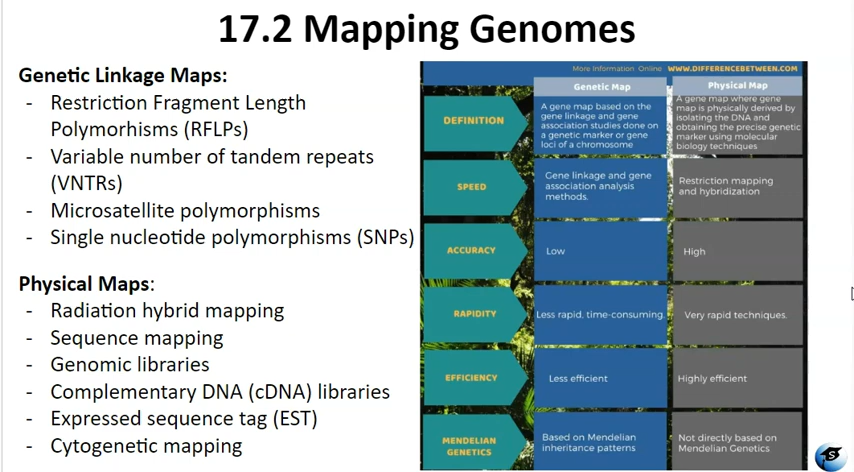 17.2 Mapping Genomes
Genetic Linkage Maps:
- Restriction Fragment Length
Polymorhisms (RFLPs)
- Variable number of tandem repeats
(VNTRs)
- Microsatellite polymorphisms
- Single nucleotide polymorphisms (SNPs)
Physical Maps:
- Radiation hybrid mapping
- Sequence mapping
- Genomic libraries
- Complementary DNA (cDNA) libraries
- Expressed sequence tag (EST)
- Cytogenetic mapping
More Information Online WWW.DIFFERENCEBETWEEN.COM
Genetic Map
Physical Map
DEFINITION
A gene map based on the
gene linkage and gene
association studies done on
a genetic marker or gene
loci of a chromosome
A gene map where gene
map is physically derived by
isolating the DNA and
obtaining the precise genetic
marker using molecular
biology techniques
SPEED
Gene linkage and gene
association analysis
methods.
Restriction mapping
and hybridization
ACCURACY
Low
High
RAPIDITY
Less rapid, time-consuming.
Very rapid techniques.
EFFICIENCY
Less efficient
Highly efficient
MENDELIAN
GENETICS
Based on Mendelian
inheritance patterns
Not directly based on
Mendelian Genetics
S